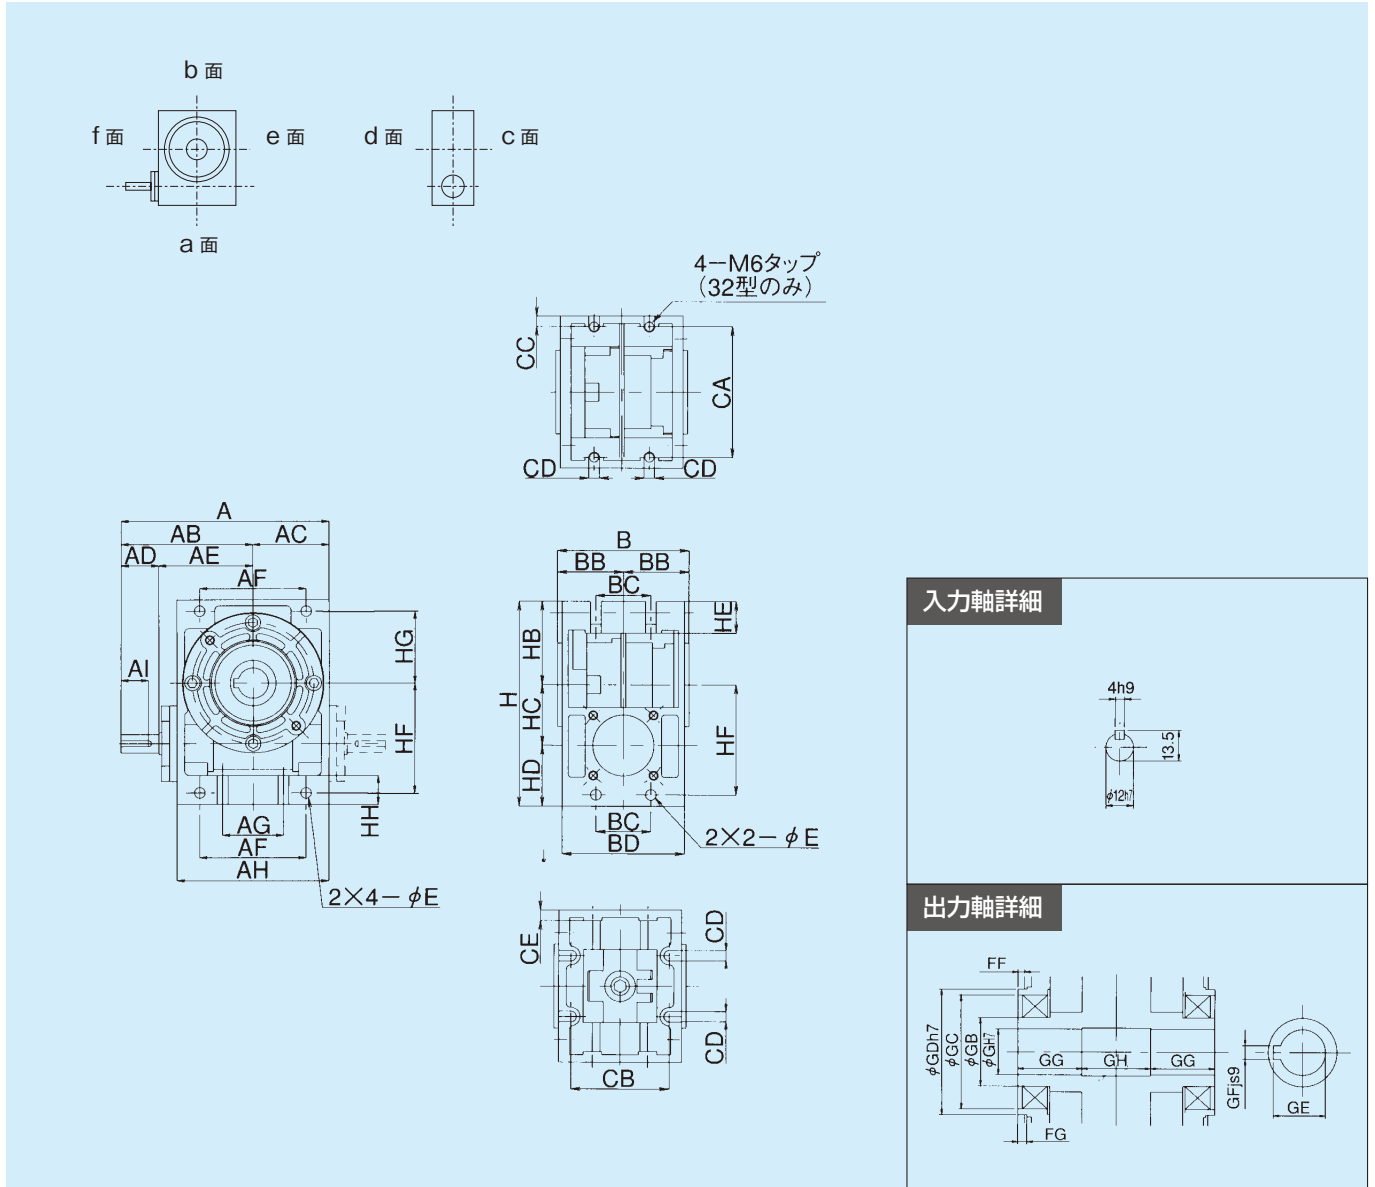 b 面
f 面
e 面
d 面
c 面
a 面
4−M6タップ
(32型のみ)
CC
CA
CD
CD
A
AB
AC
AD
AE
AF
AI
HG
HF
HH
AG
AF
AH
2×4−φE
B
BB
BB
BC
HE
HB
H
HC
HF
HD
BC
BD
2×2−φE
CE
CD
CD
CB
入力軸詳細
4h9
13.5
φ12h7
出力軸詳細
FF
φGDh7
φGC
φGB
φGH7
GG
GH
GG
FG
GFjs9
GE